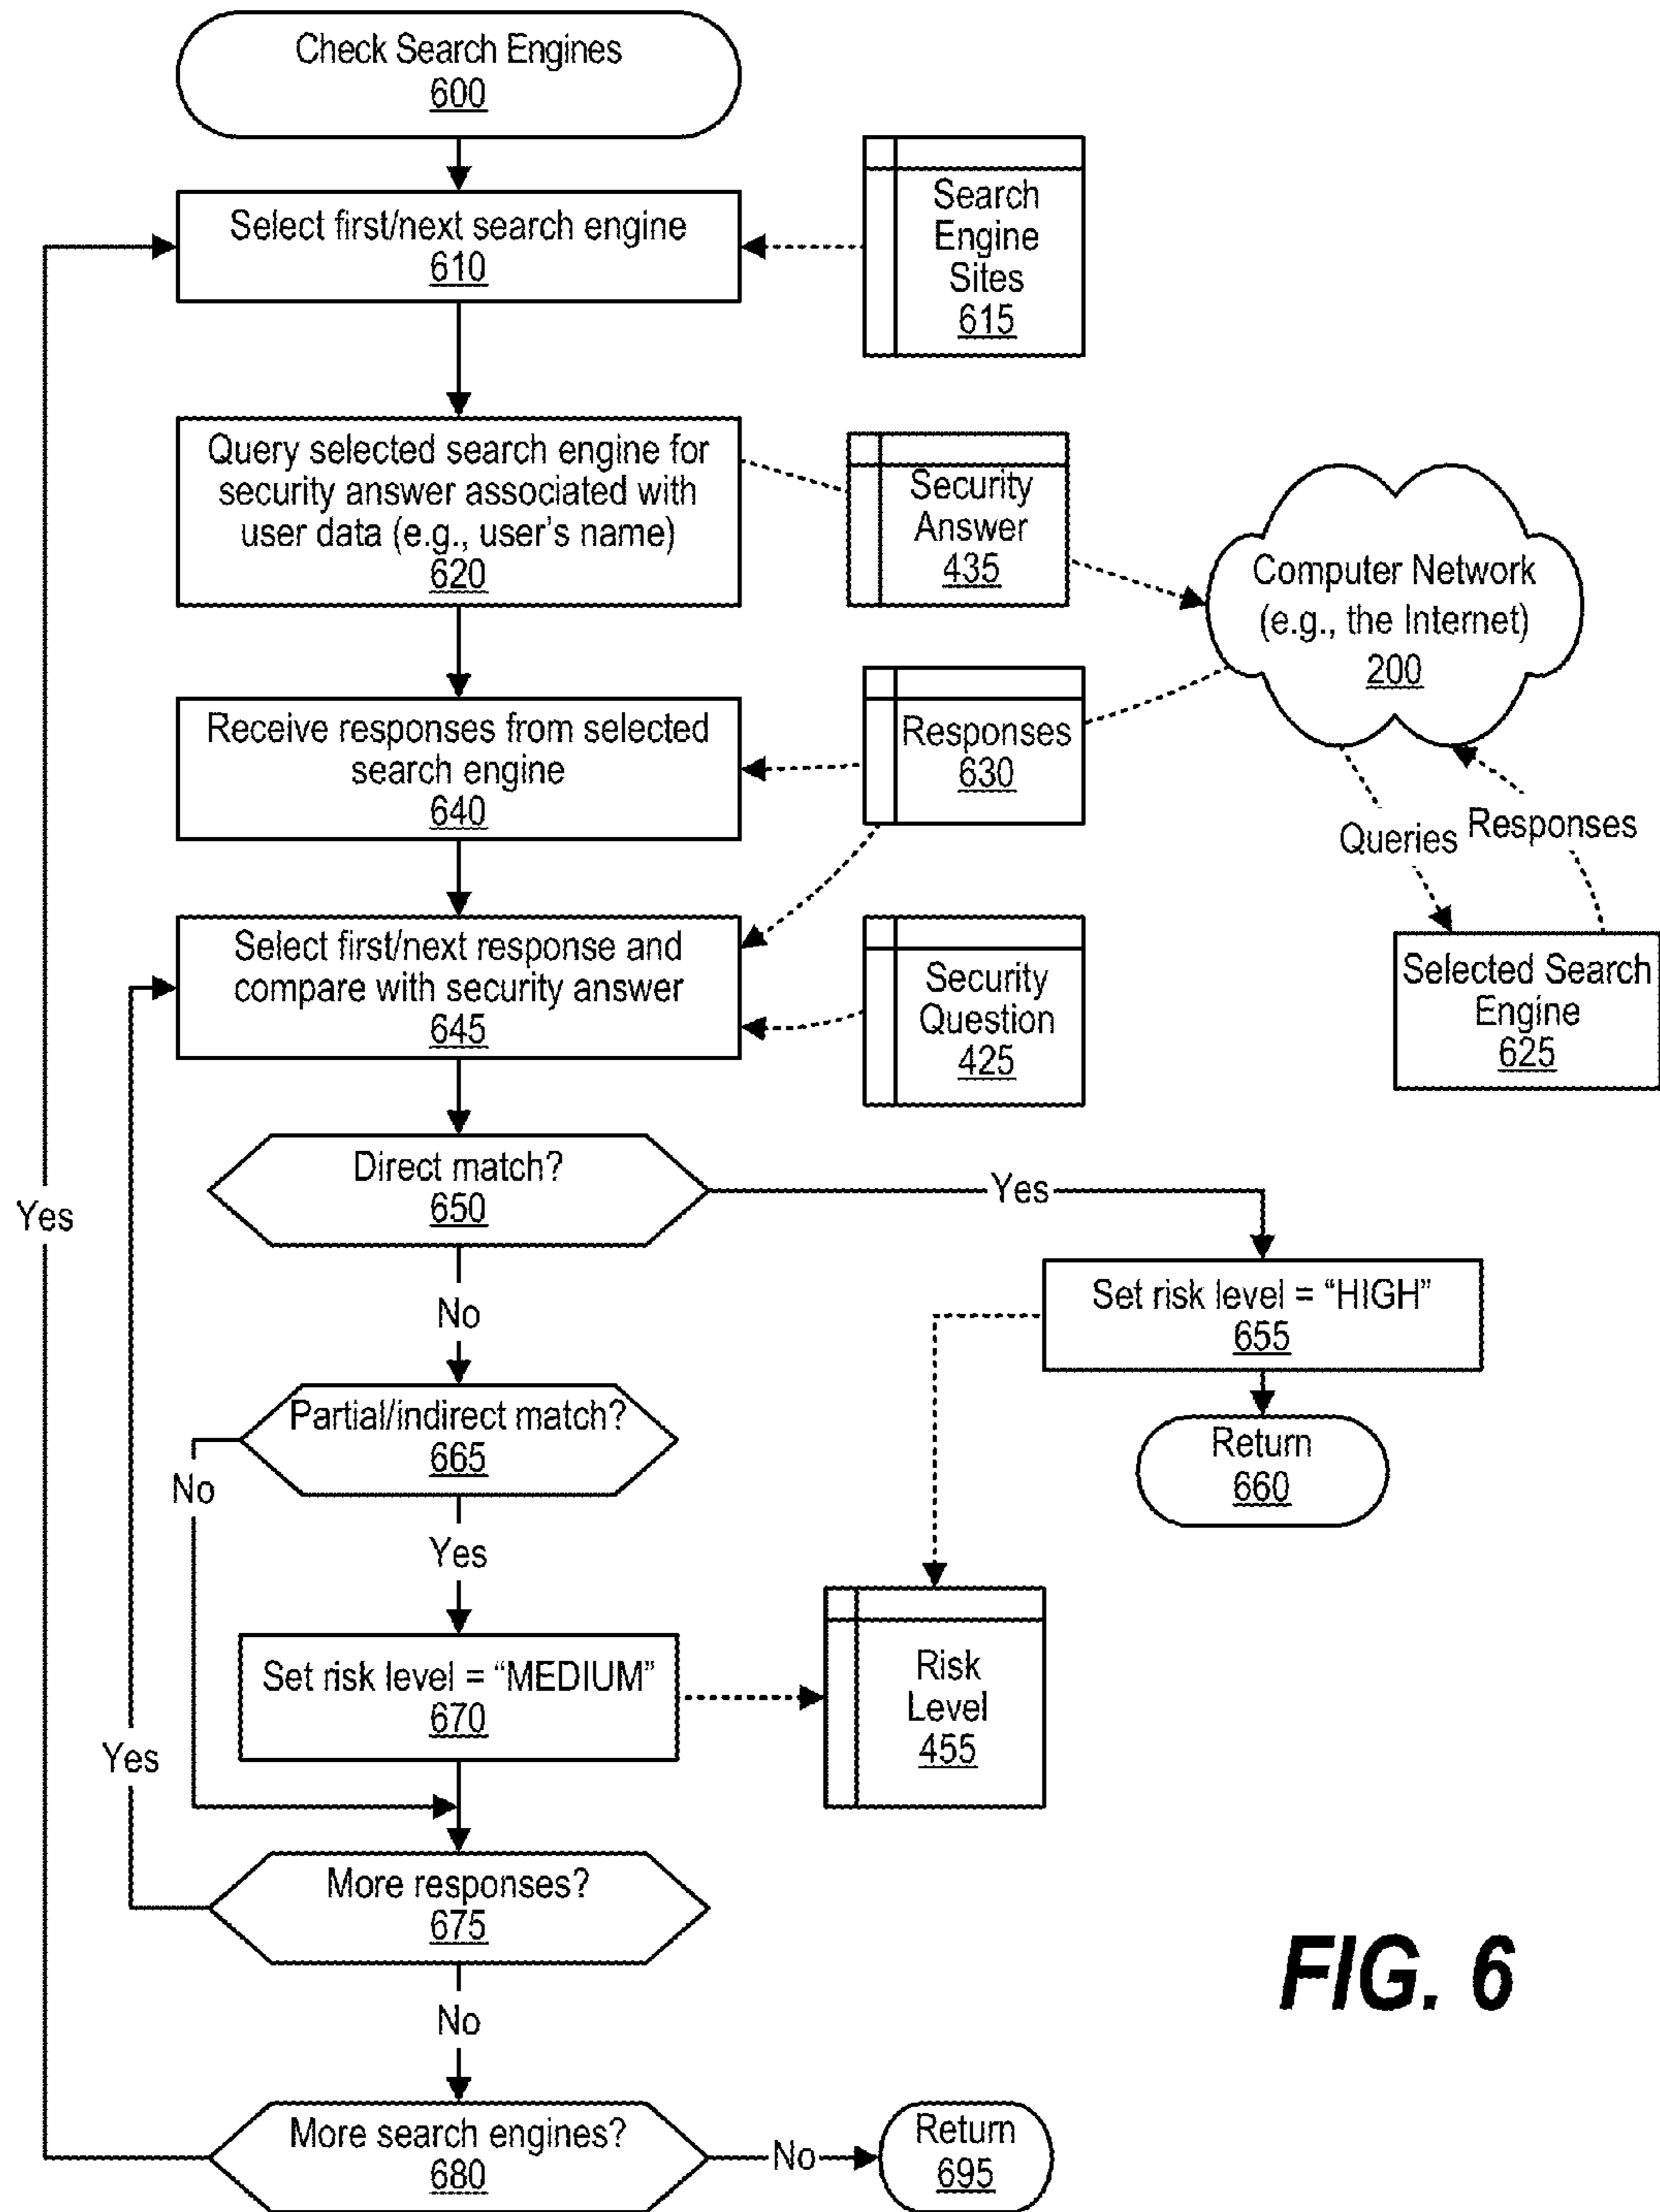 Check Search Engines
600
Select first/next search engine
610
Search
Engine
Sites
615
Query selected search engine for
security answer associated with
user data (e.g., user's name)
620
Security
Answer
435
Computer Network
(e.g., the Internet)
200
Receive responses from selected
search engine
640
Responses
630
Queries
Responses
Select first/next response and
compare with security answer
645
Security
Question
425
Selected Search
Engine
625
Direct match?
650
Yes
Yes
No
Set risk level = “HIGH”
655
Partial/indirect match?
665
Return
660
No
Yes
Set risk level = “MEDIUM”
670
Risk
Level
455
Yes
More responses?
675
No
More search engines?
680
No
Return
695
FIG. 6